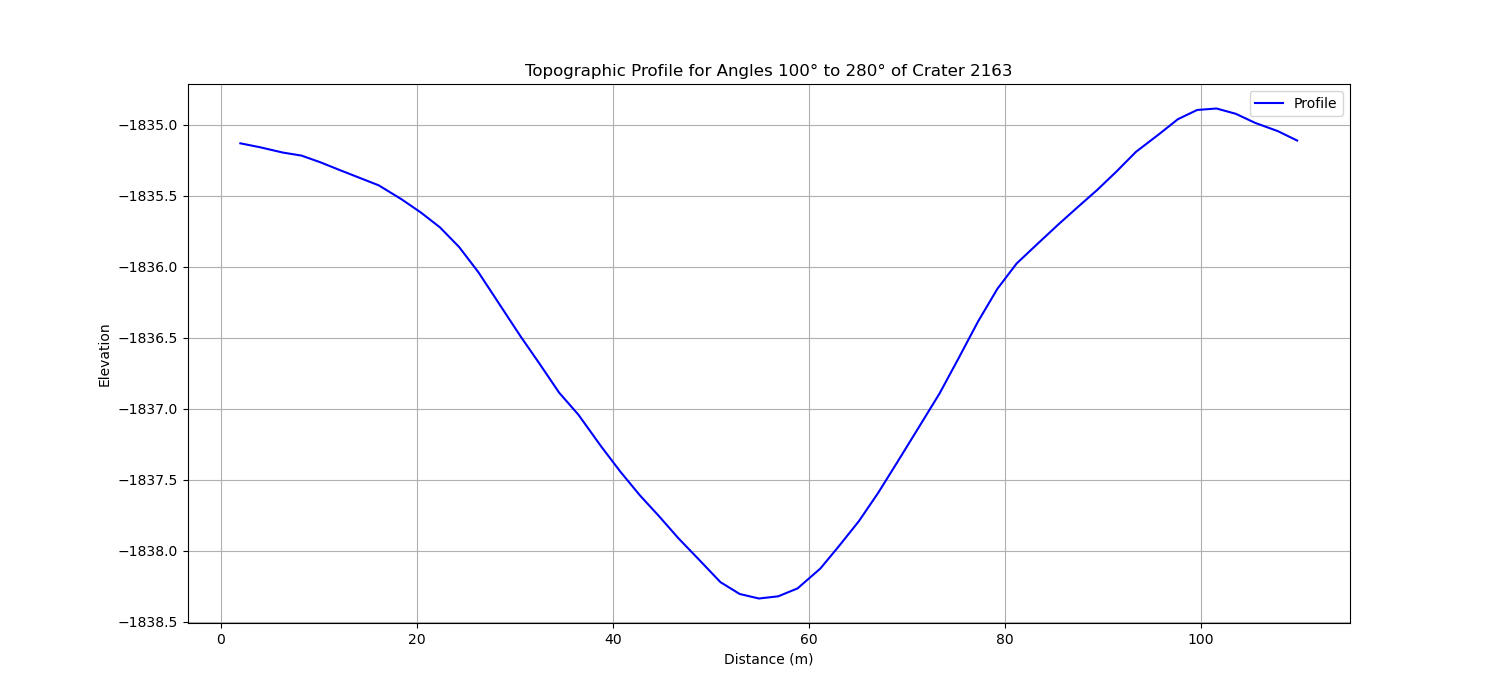 Topographic Profile for Angles 100° to 280° of Crater 2163
Profile
−1835.0
−1835.5
−1836.0
−1836.5
−1837.0
−1837.5
−1838.0
−1838.5
Elevation
0 20 40 60 80 100
Distance (m)